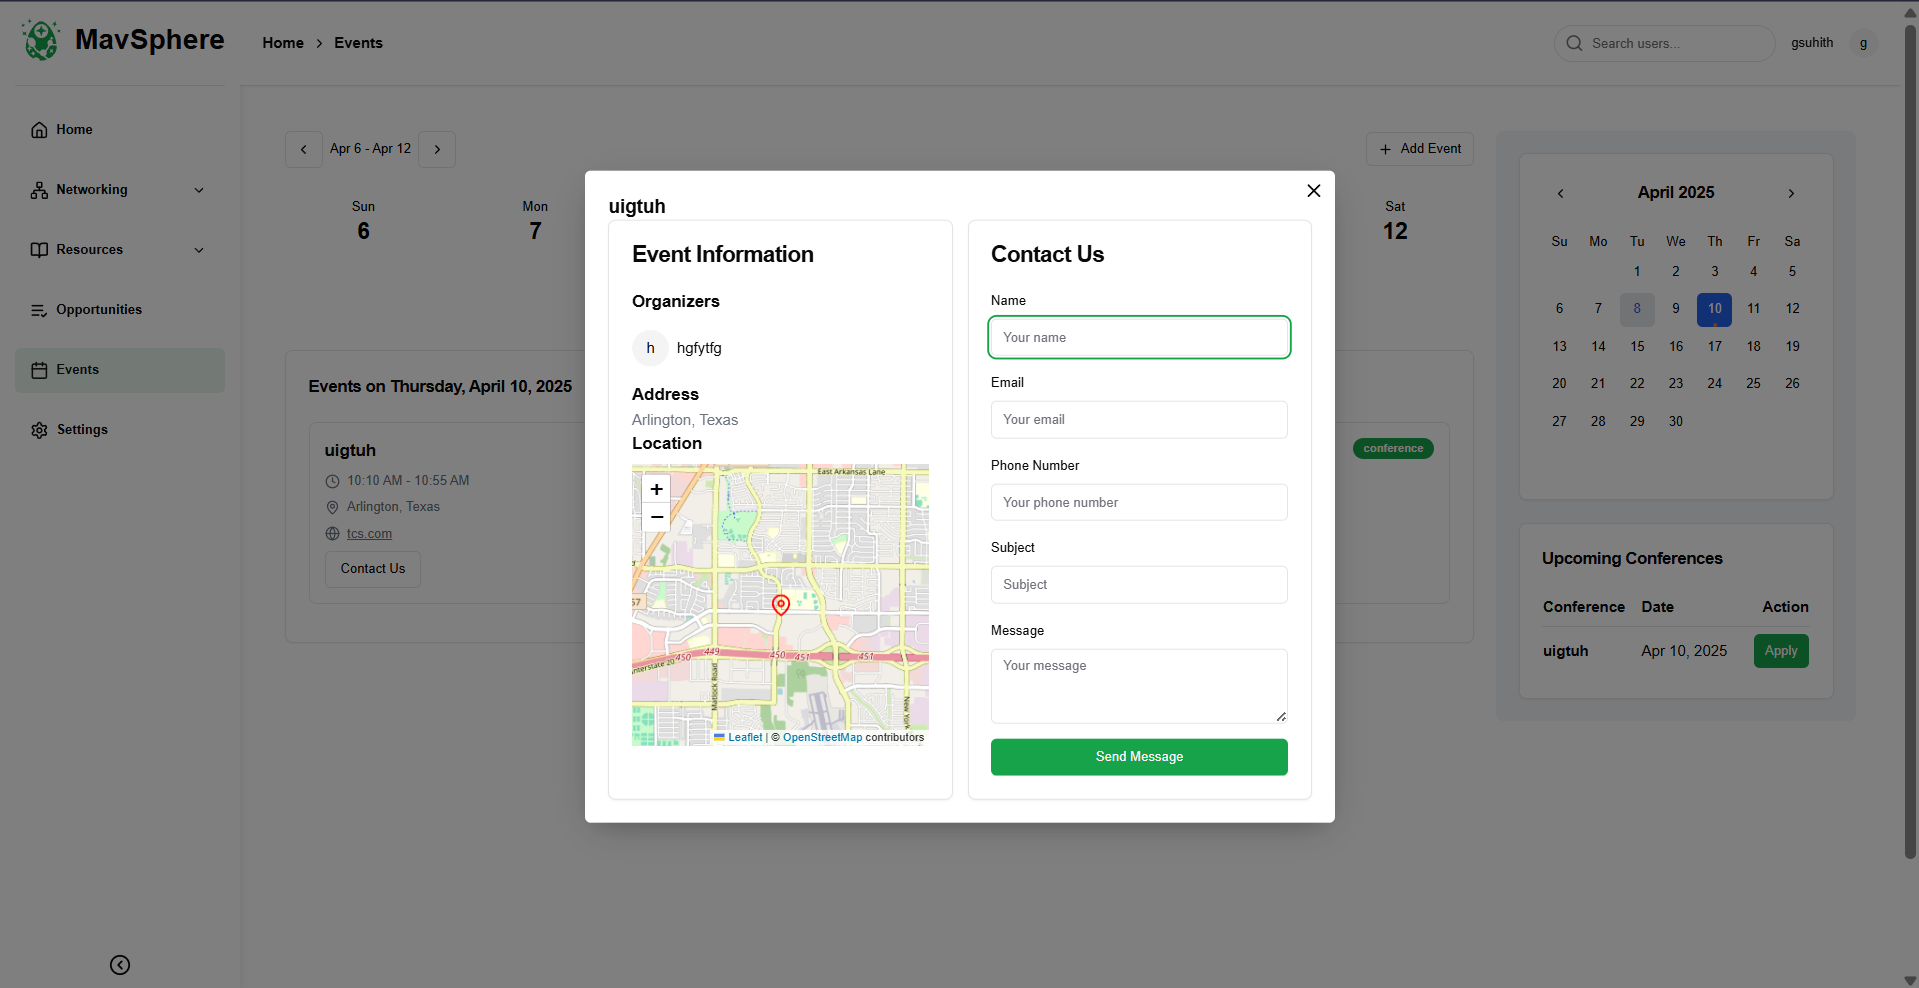 MavSphere
Home > Events
Search users...
gsuhith
g
Home
Networking
Resources
Opportunities
Events
Settings
Apr 6 - Apr 12
+ Add Event
Sun
6
Mon
7
Sat
12
Events on Thursday, April 10, 2025
uigtuh
10:10 AM - 10:55 AM
Arlington, Texas
tcs.com
Contact Us
conference
uigtuh
Event Information
Organizers
h
hgfytfg
Address
Arlington, Texas
Location
+
−
East Arkansas Lane
67
450
449
450
451
451
Interstate 20
Matlock Road
New York
Leaflet | © OpenStreetMap contributors
Contact Us
Name
Your name
Email
Your email
Phone Number
Your phone number
Subject
Subject
Message
Your message
Send Message
April 2025
Su Mo Tu We Th Fr Sa
1 2 3 4 5
6 7 8 9 10 11 12
13 14 15 16 17 18 19
20 21 22 23 24 25 26
27 28 29 30
Upcoming Conferences
Conference Date Action
uigtuh Apr 10, 2025 Apply